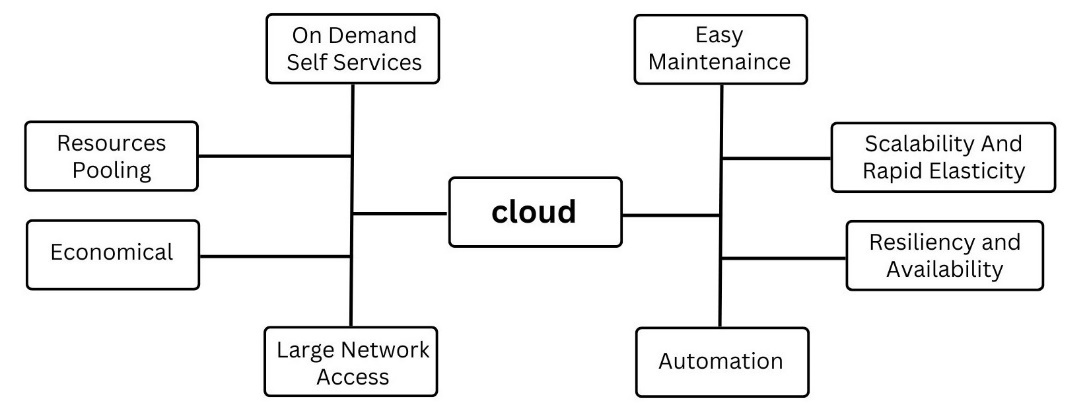 On Demand
Self Services
Easy
Maintenaince
Resources
Pooling
Scalability And
Rapid Elasticity
cloud
Economical
Resiliency and
Availability
Large Network
Access
Automation